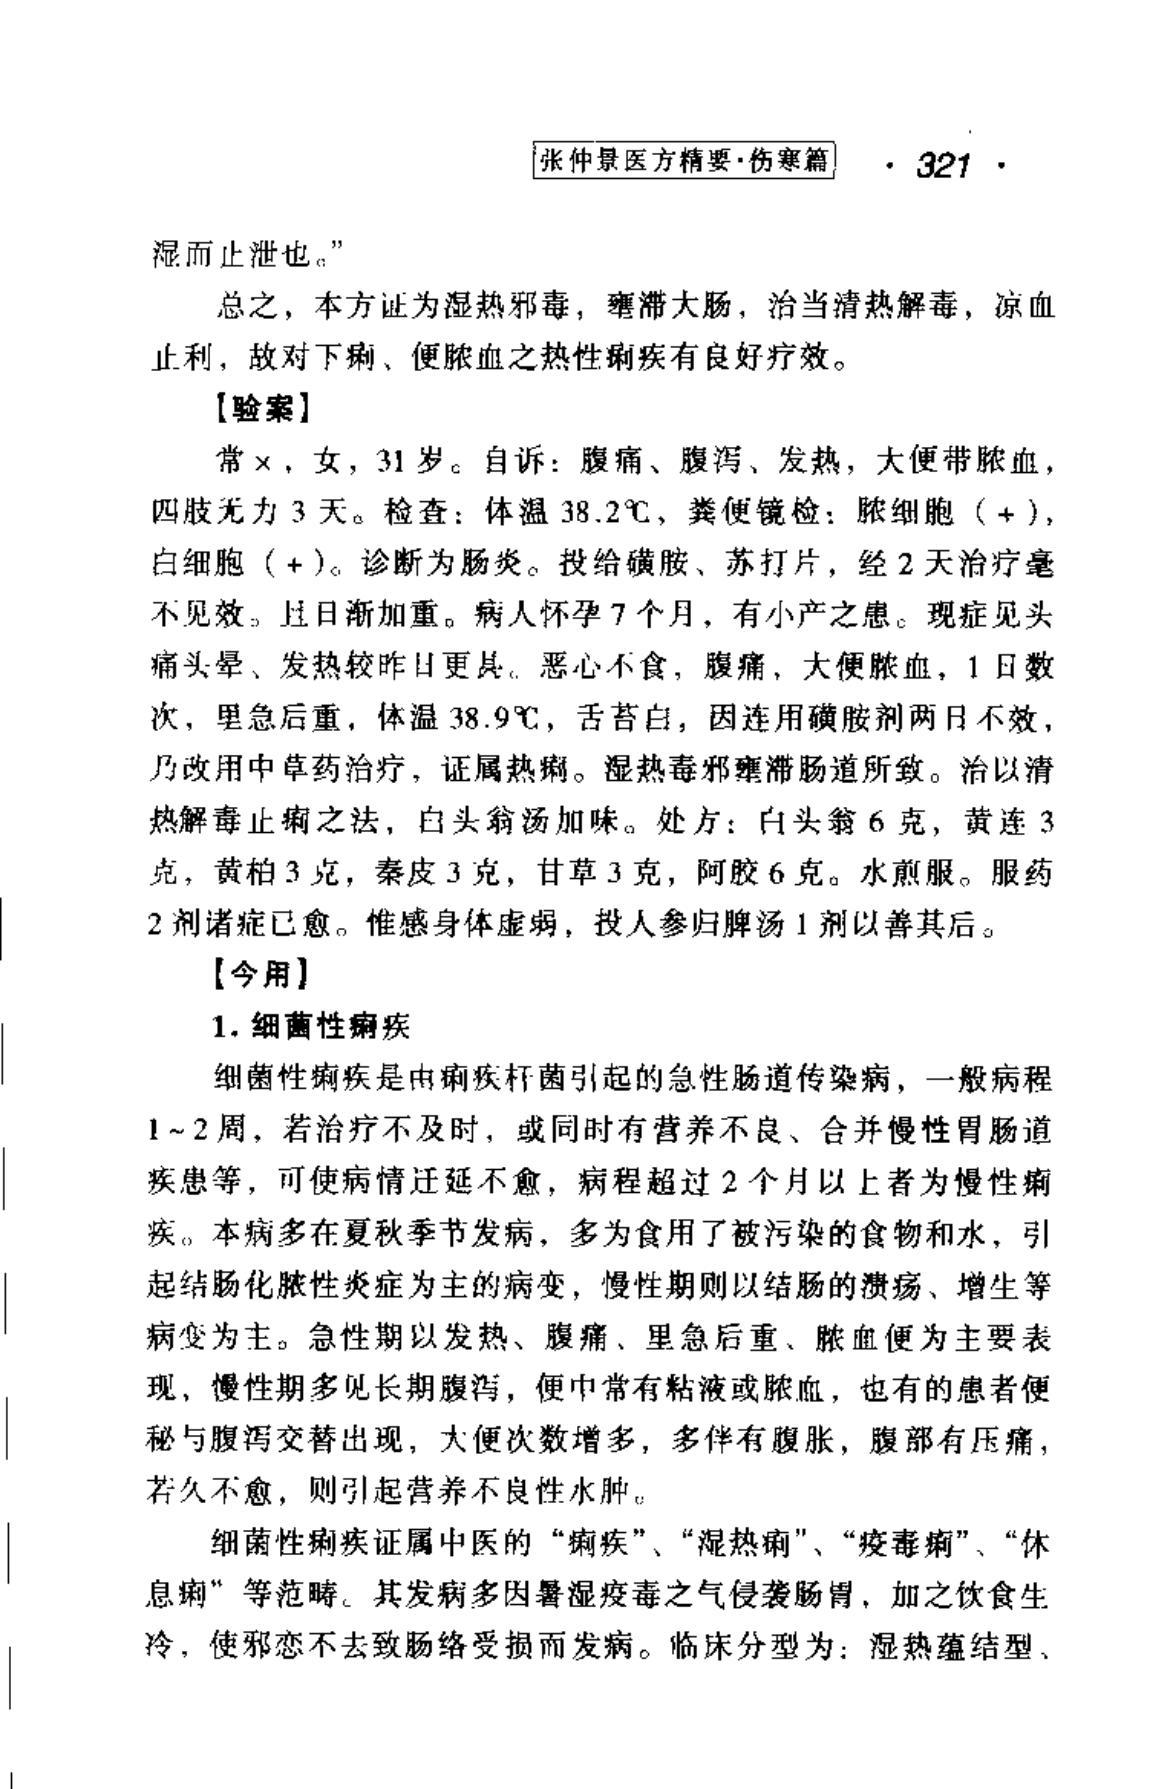 张仲景医方精要·伤寒篇 · 321 ·
湿而止泄也。”
总之，本方证为湿热邪毒，壅滞大肠，治当清热解毒，凉血
止利，故对下痢、便脓血之热性痢疾有良好疗效。
【验案】
常×，女，31岁。自诉：腹痛、腹泻、发热，大便带脓血，
四肢无力3天。检查：体温38.2℃，粪便镜检：脓细胞（+），
白细胞（+）。诊断为肠炎。投给磺胺、苏打片，经2天治疗毫
不见效。且日渐加重。病人怀孕7个月，有小产之患。现症见头
痛头晕、发热较昨日更甚。恶心不食，腹痛，大便脓血，1日数
次，里急后重，体温38.9℃，舌苔白，因连用磺胺剂两日不效，
乃改用中草药治疗，证属热痢。湿热毒邪壅滞肠道所致。治以清
热解毒止痢之法，白头翁汤加味。处方：白头翁6克，黄连3
克，黄柏3克，秦皮3克，甘草3克，阿胶6克。水煎服。服药
2剂诸症已愈。惟感身体虚弱，投人参归脾汤1剂以善其后。
【今用】
1. 细菌性痢疾
细菌性痢疾是由痢疾杆菌引起的急性肠道传染病，一般病程
1~2周，若治疗不及时，或同时有营养不良、合并慢性胃肠道
疾患等，可使病情迁延不愈，病程超过2个月以上者为慢性痢
疾。本病多在夏秋季节发病，多为食用了被污染的食物和水，引
起结肠化脓性炎症为主的病变，慢性期则以结肠的溃疡、增生等
病变为主。急性期以发热、腹痛、里急后重、脓血便为主要表
现，慢性期多见长期腹泻，便中常有粘液或脓血，也有的患者便
秘与腹泻交替出现，大便次数增多，多伴有腹胀，腹部有压痛，
若久不愈，则引起营养不良性水肿。
细菌性痢疾证属中医的“痢疾”、“湿热痢”、“疫毒痢”、“休
息痢”等范畴。其发病多因暑湿疫毒之气侵袭肠胃，加之饮食生
冷，使邪恋不去致肠络受损而发病。临床分型为：湿热蕴结型、